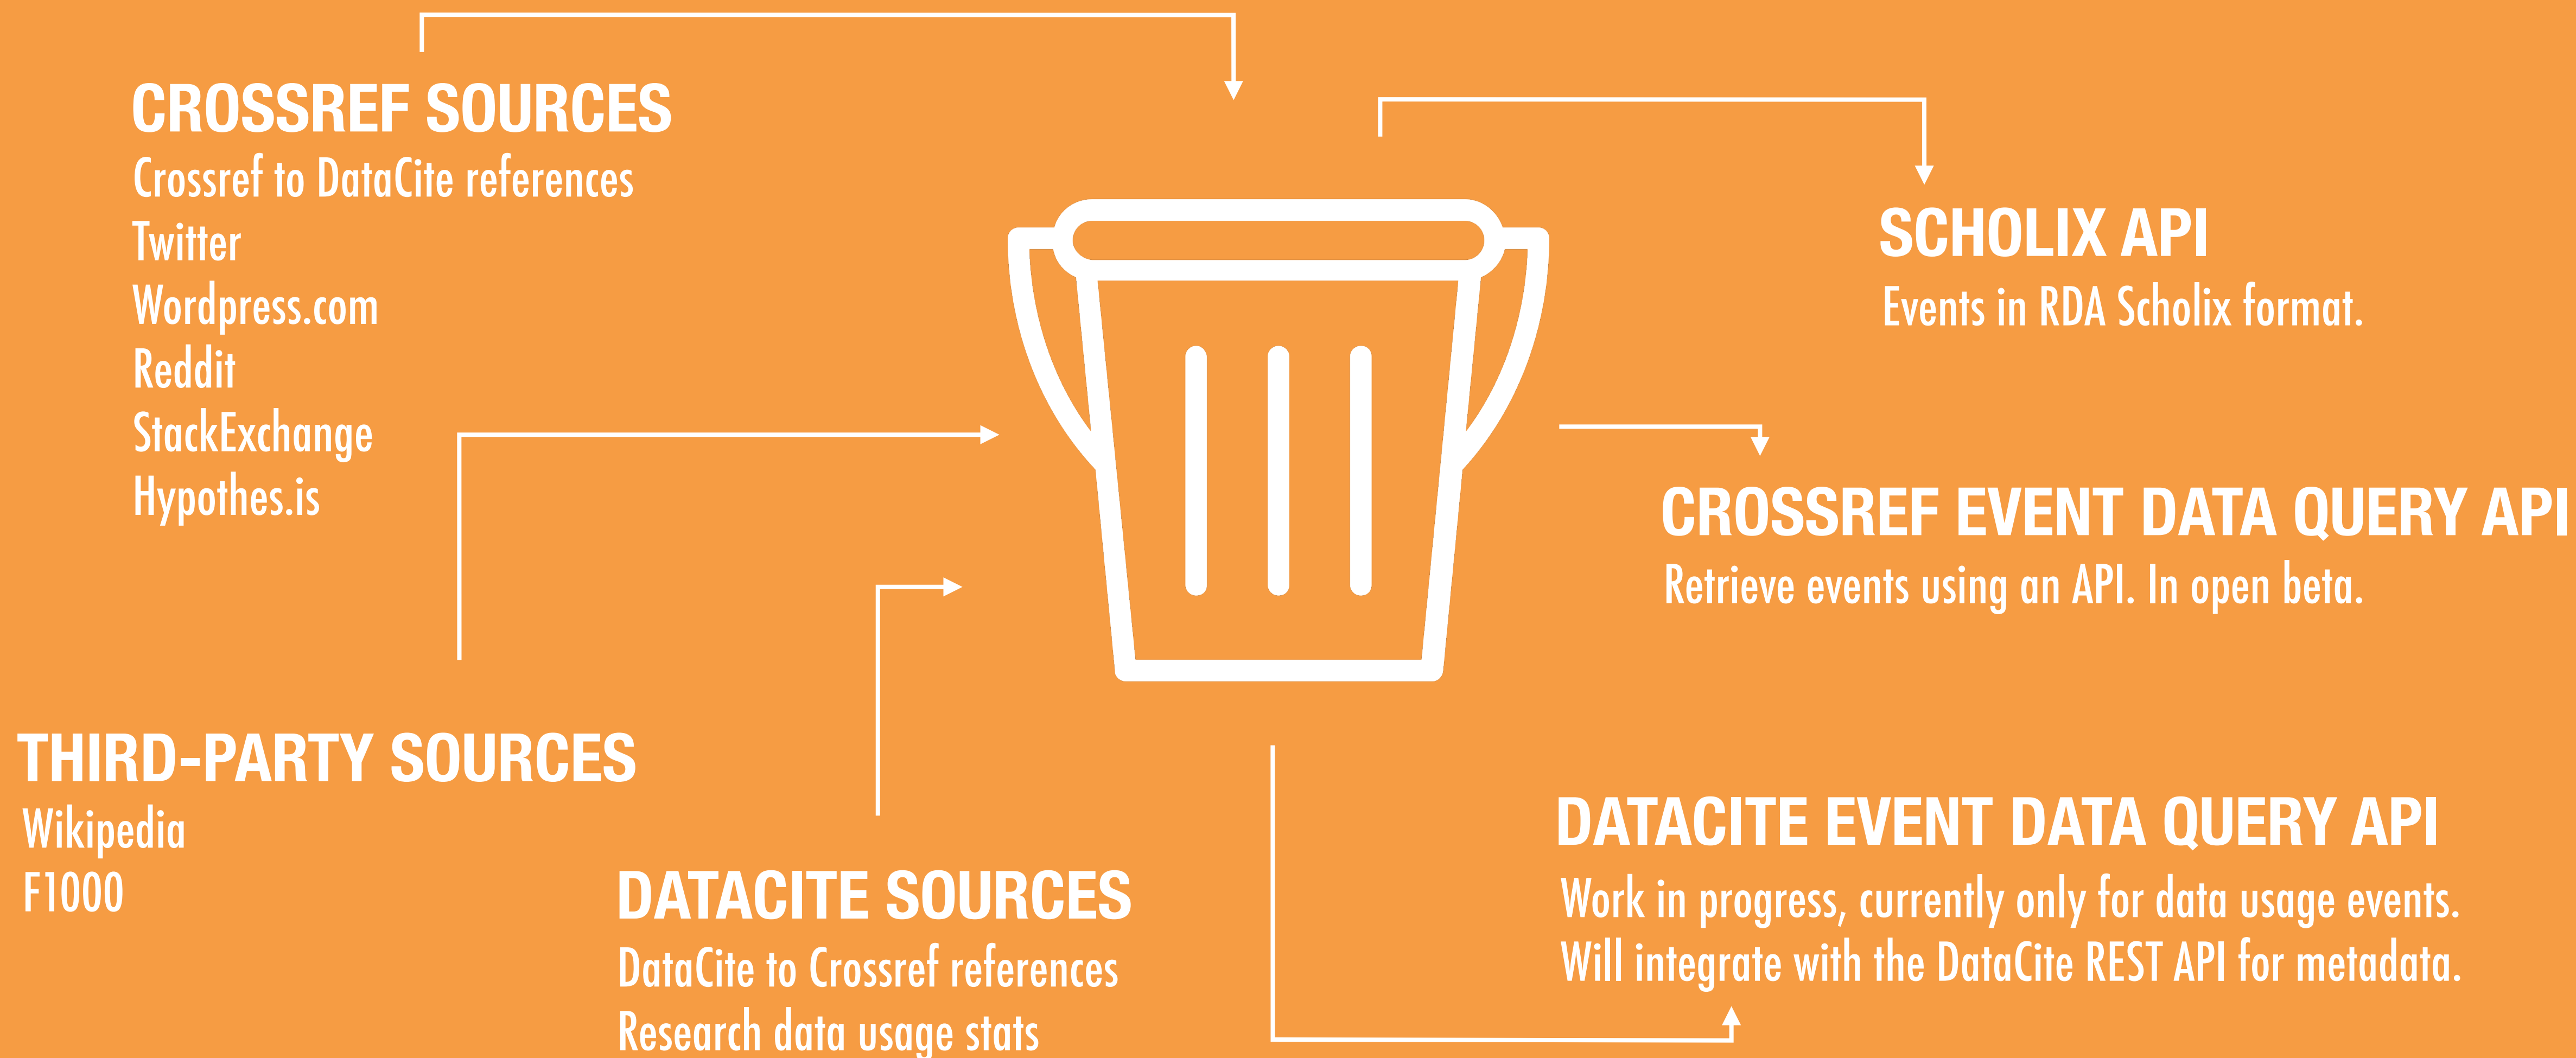 CROSSREF SOURCES
Crossref to DataCite references
Twitter
Wordpress.com
Reddit
StackExchange
Hypothes.is
THIRD-PARTY SOURCES
Wikipedia
F1000
DATACITE SOURCES
DataCite to Crossref references
Research data usage stats
SCHOLIX API
Events in RDA Scholix format.
CROSSREF EVENT DATA QUERY API
Retrieve events using an API. In open beta.
DATACITE EVENT DATA QUERY API
Work in progress, currently only for data usage events.
Will integrate with the DataCite REST API for metadata.